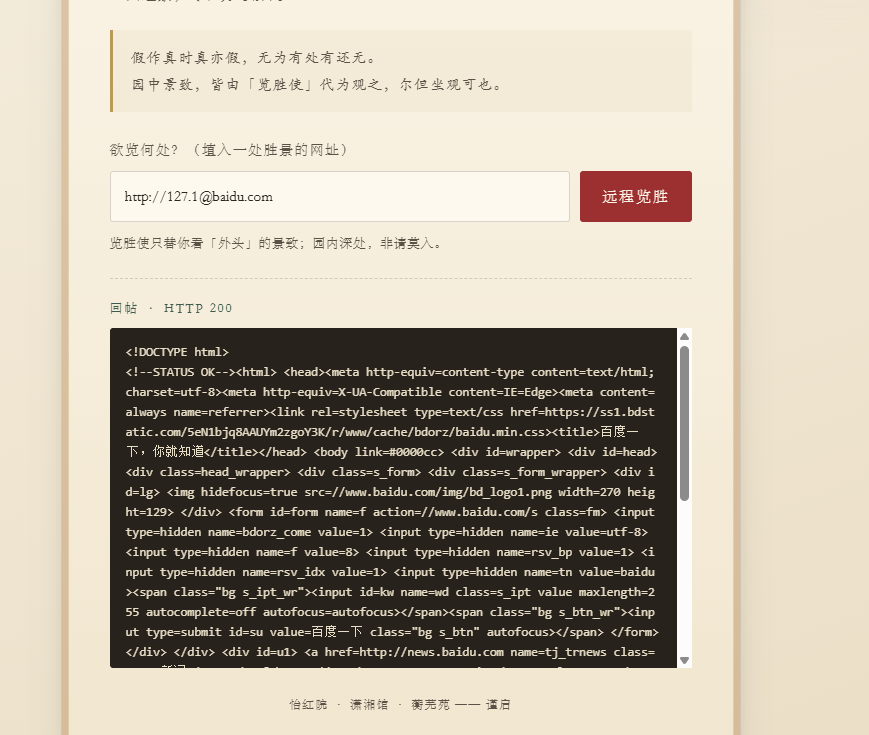 假作真时真亦假，无为有处有还无。
园中景致，皆由「览胜使」代为观之，尔但坐观可也。
欲览何处？（填入一处胜景的网址）
http://127.1@baidu.com
远程览胜
览胜使只替你看「外头」的景致；园内深处，非请莫入。
回帖 · HTTP 200
<!DOCTYPE html>
<!--STATUS OK--><html> <head><meta http-equiv=content-type content=text/html;
charset=utf-8><meta http-equiv=X-UA-Compatible content=IE=Edge><meta content=
always name=referrer><link rel=stylesheet type=text/css href=https://ss1.bdst
atic.com/5eN1bjq8AAUYm2zgoY3K/r/www/cache/bdorz/baidu.min.css><title>百度一
下，你就知道</title></head> <body link=#0000cc> <div id=wrapper> <div id=head>
<div class=head_wrapper> <div class=s_form> <div class=s_form_wrapper> <div i
d=lg> <img hidefocus=true src=//www.baidu.com/img/bd_logo1.png width=270 heig
ht=129> </div> <form id=form name=f action=//www.baidu.com/s class=fm> <input
type=hidden name=bdorz_come value=1> <input type=hidden name=ie value=utf-8>
<input type=hidden name=f value=8> <input type=hidden name=rsv_bp value=1> <i
nput type=hidden name=rsv_idx value=1> <input type=hidden name=tn value=baidu
><span class="bg s_ipt_wr"><input id=kw name=wd class=s_ipt value maxlength=2
55 autocomplete=off autofocus=autofocus></span><span class="bg s_btn_wr"><inp
ut type=submit id=su value=百度一下 class="bg s_btn" autofocus></span> </form>
</div> </div> <div id=u1> <a href=http://news.baidu.com name=tj_trnews class=
怡红院 · 潇湘馆 · 蘅芜苑 —— 谨启